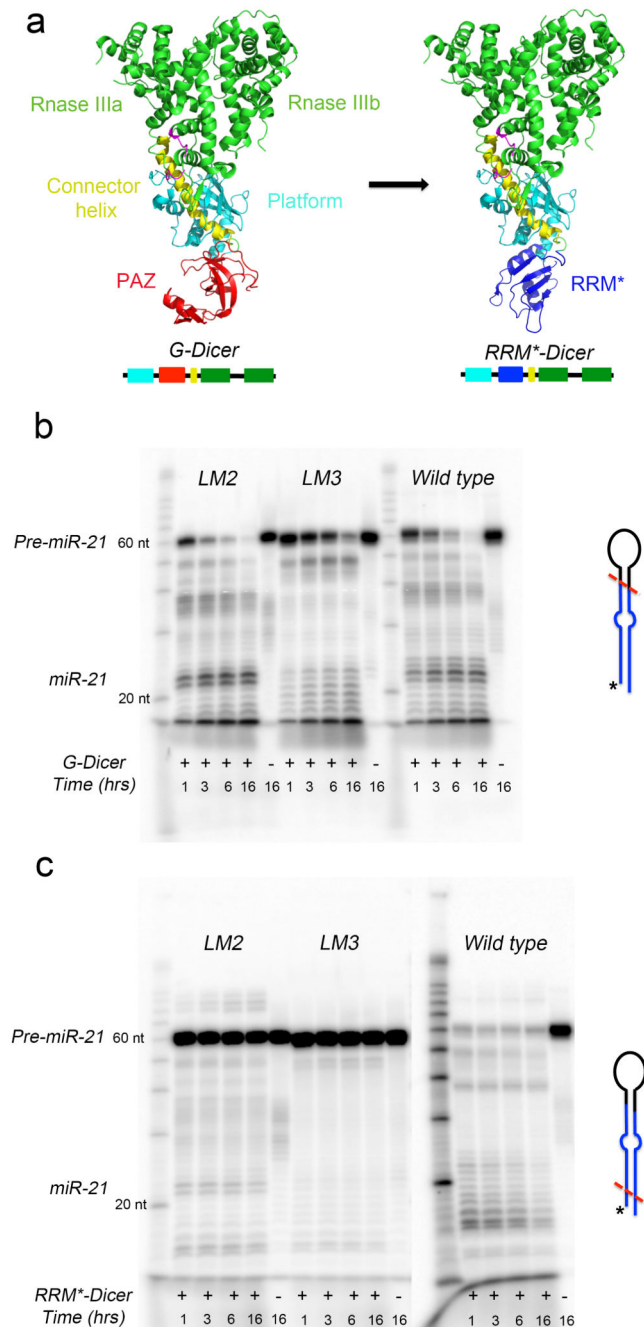 a
Rnase IIIa
Rnase IIIb
Connector
helix
Platform
PAZ
RRM*
G-Dicer
RRM*-Dicer
b
LM2 LM3 Wild type
Pre-miR-21 60 nt
miR-21
20 nt
*
G-Dicer + + + + - + + + + - + + + + -
Time (hrs) 1 3 6 16 16 1 3 6 16 16 1 3 6 16 16
c
LM2 LM3 Wild type
Pre-miR-21 60 nt
miR-21
20 nt
*
RRM*-Dicer + + + + - + + + + - + + + + -
Time (hrs) 1 3 6 16 16 1 3 6 16 16 1 3 6 16 16